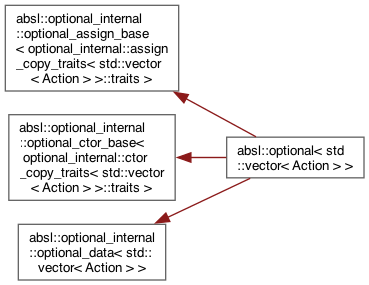 absl::optional_internal
::optional_assign_base
< optional_internal::assign
_copy_traits< std::vector
< Action > >::traits >
absl::optional_internal
::optional_ctor_base<
optional_internal::ctor
_copy_traits< std::vector
< Action > >::traits >
absl::optional< std
::vector< Action > >
absl::optional_internal
::optional_data< std::
vector< Action > >